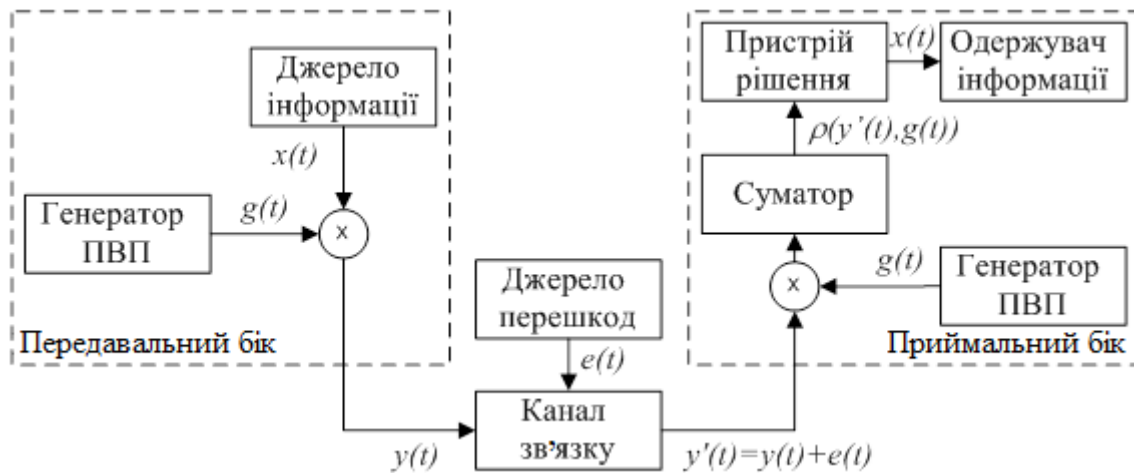 Джерело
інформації
x(t)
Генератор
ПВП
g(t)
x
Передавальний бік
Джерело
перешкод
e(t)
y(t)
Канал
зв'язку
y'(t)=y(t)+e(t)
Пристрій
рішення
x(t)
Одержувач
інформації
ρ(y'(t),g(t))
Суматор
x
g(t)
Генератор
ПВП
Приймальний бік